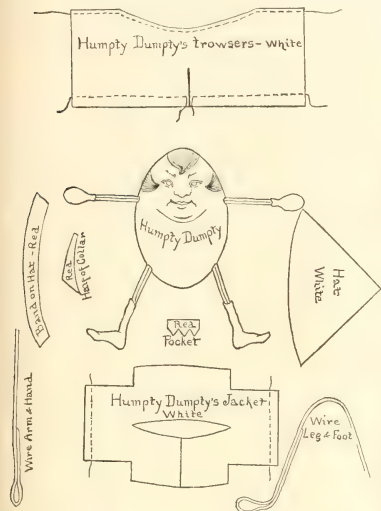 Humpty Dumpty's trowsers - White
Humpty Dumpty
Band on Hat - Red
Red
Half of Collar
Hat
White
Red
Pocket
Humpty Dumpty's Jacket
White
Wire Arm & Hand
Wire
Leg & Foot